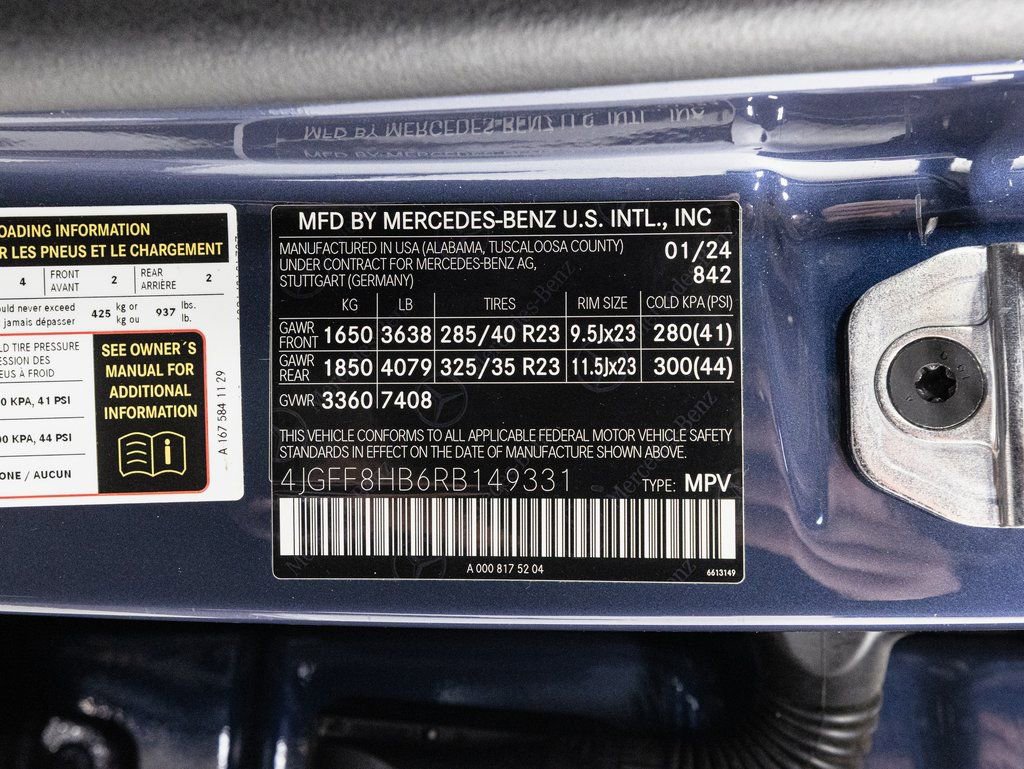 OADING INFORMATION
R LES PNEUS ET LE CHARGEMENT
4 FRONT AVANT 2 REAR ARRIÈRE 2
uld never exceed 425 kg or 937 lbs.
jamais dépasser kg ou lb.
LD TIRE PRESSURE
ESSION DES
EUS À FROID
0 KPA, 41 PSI
00 KPA, 44 PSI
ONE / AUCUN
SEE OWNER´S
MANUAL FOR
ADDITIONAL
INFORMATION
i
A 167 584 11 29
MFD BY MERCEDES-BENZ U.S. INTL., INC
MANUFACTURED IN USA (ALABAMA, TUSCALOOSA COUNTY) 01/24
UNDER CONTRACT FOR MERCEDES-BENZ AG,
STUTTGART (GERMANY) 842
KG LB TIRES RIM SIZE COLD KPA (PSI)
GAWR FRONT 1650 3638 285/40 R23 9.5Jx23 280(41)
GAWR REAR 1850 4079 325/35 R23 11.5Jx23 300(44)
GVWR 3360 7408
THIS VEHICLE CONFORMS TO ALL APPLICABLE FEDERAL MOTOR VEHICLE SAFETY
STANDARDS IN EFFECT ON THE DATE OF MANUFACTURE SHOWN ABOVE.
4JGFF8HB6RB149331 TYPE: MPV
A 000 817 52 04 6613149